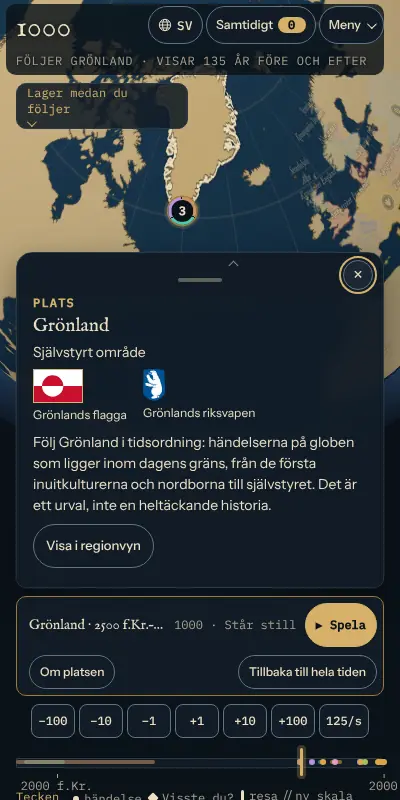 1000
SV
Samtidigt 0
Meny
FÖLJER GRÖNLAND · VISAR 135 ÅR FÖRE OCH EFTER
Lager medan du
följer
3
×
PLATS
Grönland
Självstyrt område
Grönlands flagga
Grönlands riksvapen
Följ Grönland i tidsordning: händelserna på globen
som ligger inom dagens gräns, från de första
inuitkulturerna och nordborna till självstyret. Det är
ett urval, inte en heltäckande historia.
Visa i regionvyn
Grönland · 2500 f.Kr.–…
1000 · Står still
▶ Spela
Om platsen
Tillbaka till hela tiden
−100
−10
−1
+1
+10
+100
125/s
2000 f.Kr.
2000
Tecken
händelse
Visste du?
resa // ny skala